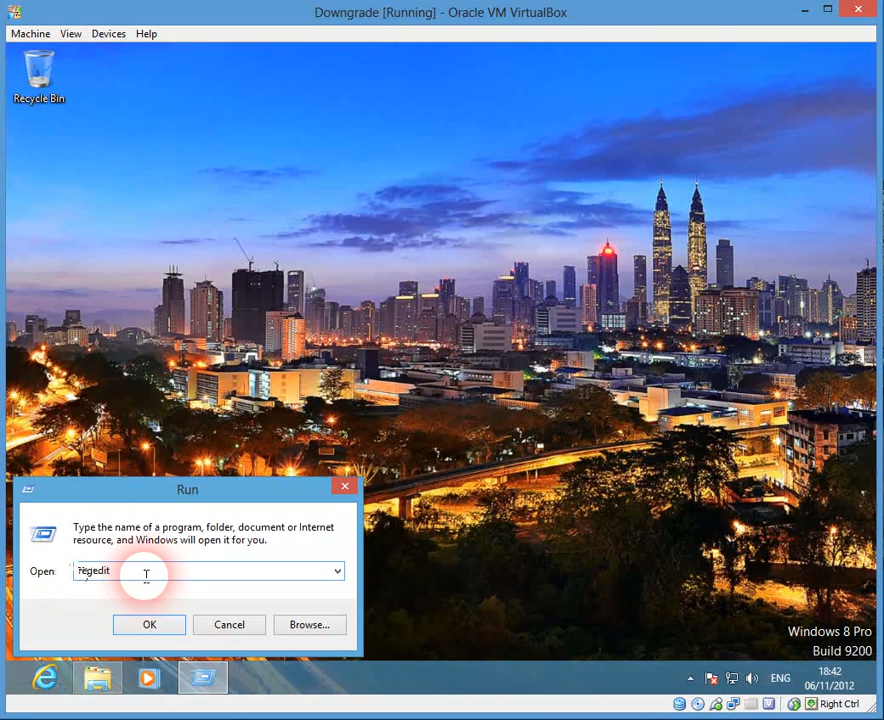 Downgrade [Running] - Oracle VM VirtualBox
Machine View Devices Help
Recycle Bin
Run
Type the name of a program, folder, document or Internet
resource, and Windows will open it for you.
Open: regedit
OK Cancel Browse...
Windows 8 Pro
Build 9200
ENG
18:42
06/11/2012
Right Ctrl